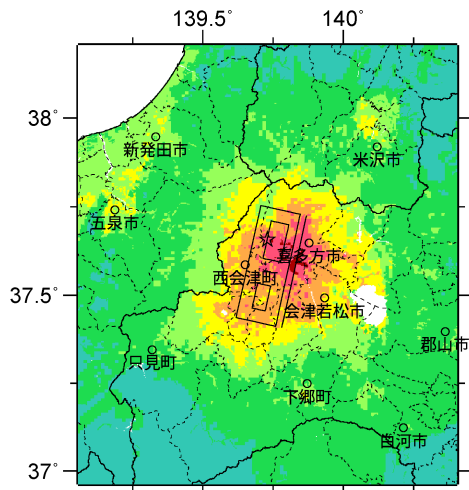 139.5° 140°
38°
新発田市
米沢市
五泉市
喜多方市
西会津町
37.5°
会津若松市
郡山市
只見町
下郷町
白河市
37°